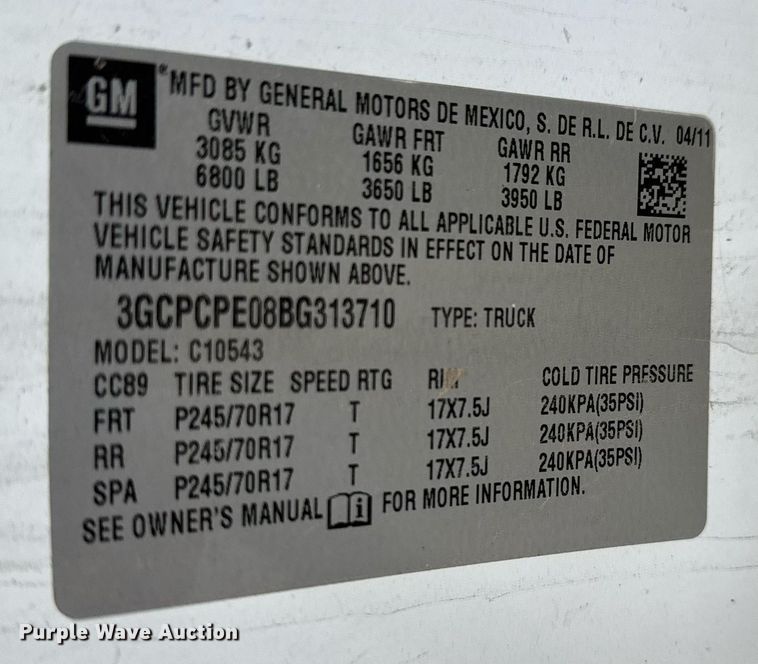 GM
*MFD BY GENERAL MOTORS DE MEXICO, S. DE R.L. DE C.V. 04/11
GVWR GAWR FRT GAWR RR
3085 KG 1656 KG 1792 KG
6800 LB 3650 LB 3950 LB
THIS VEHICLE CONFORMS TO ALL APPLICABLE U.S. FEDERAL MOTOR
VEHICLE SAFETY STANDARDS IN EFFECT ON THE DATE OF
MANUFACTURE SHOWN ABOVE.
3GCPCPE08BG313710 TYPE: TRUCK
MODEL: C10543
CC89 TIRE SIZE SPEED RTG RIM COLD TIRE PRESSURE
FRT P245/70R17 T 17X7.5J 240KPA(35PSI)
RR P245/70R17 T 17X7.5J 240KPA(35PSI)
SPA P245/70R17 T 17X7.5J 240KPA(35PSI)
SEE OWNER'S MANUAL i FOR MORE INFORMATION.
Purple Wave Auction